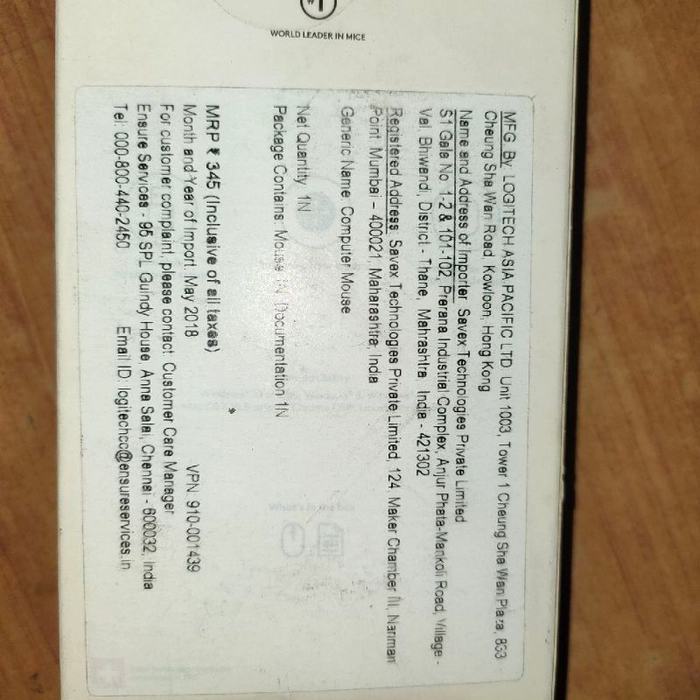 #1
WORLD LEADER IN MICE
MFG By: LOGITECH ASIA PACIFIC LTD. Unit 1003, Tower 1 Cheung Sha Wan Plaza, 833
Cheung Sha Wan Road, Kowloon, Hong Kong
Name and Address of Importer: Savex Technologies Private Limited
S1 Gala No. 1-2 & 101-102, Prerana Industrial Complex, Anjur Phata-Mankoli Road, Village -
Val, Bhiwandi, District - Thane, Mahrashtra, India - 421302
Registered Address: Savex Technologies Private Limited, 124, Maker Chamber III, Nariman
Point, Mumbai - 400021, Maharashtra, India
Generic Name: Computer Mouse
Net Quantity: 1N
Package Contains: Mouse 1N, Documentation 1N
MRP ₹ 345 (Inclusive of all taxes)
Month and Year of Import: May 2018 VPN: 910-001439
For customer complaint, please contact: Customer Care Manager
Ensure Services - 95 SPL Guindy House Anna Salai, Chennai - 600032, India
Tel: 000-800-440-2450 Email ID: logitechcc@ensureservices.in
What's in the box